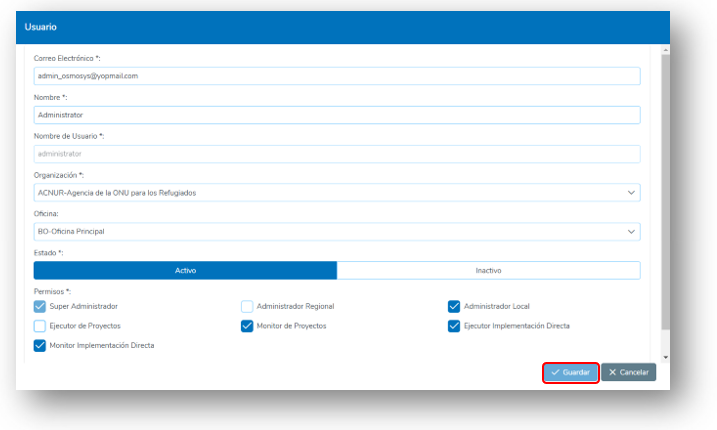 Usuario
Correo Electrónico *:
admin_osmosys@yopmail.com
Nombre *:
Administrator
Nombre de Usuario *:
administrator
Organización *:
ACNUR-Agencia de la ONU para los Refugiados
Oficina:
BO-Oficina Principal
Estado *:
Activo Inactivo
Permisos *:
Super Administrador Administrador Regional Administrador Local
Ejecutor de Proyectos Monitor de Proyectos Ejecutor Implementación Directa
Monitor Implementación Directa
Guardar Cancelar